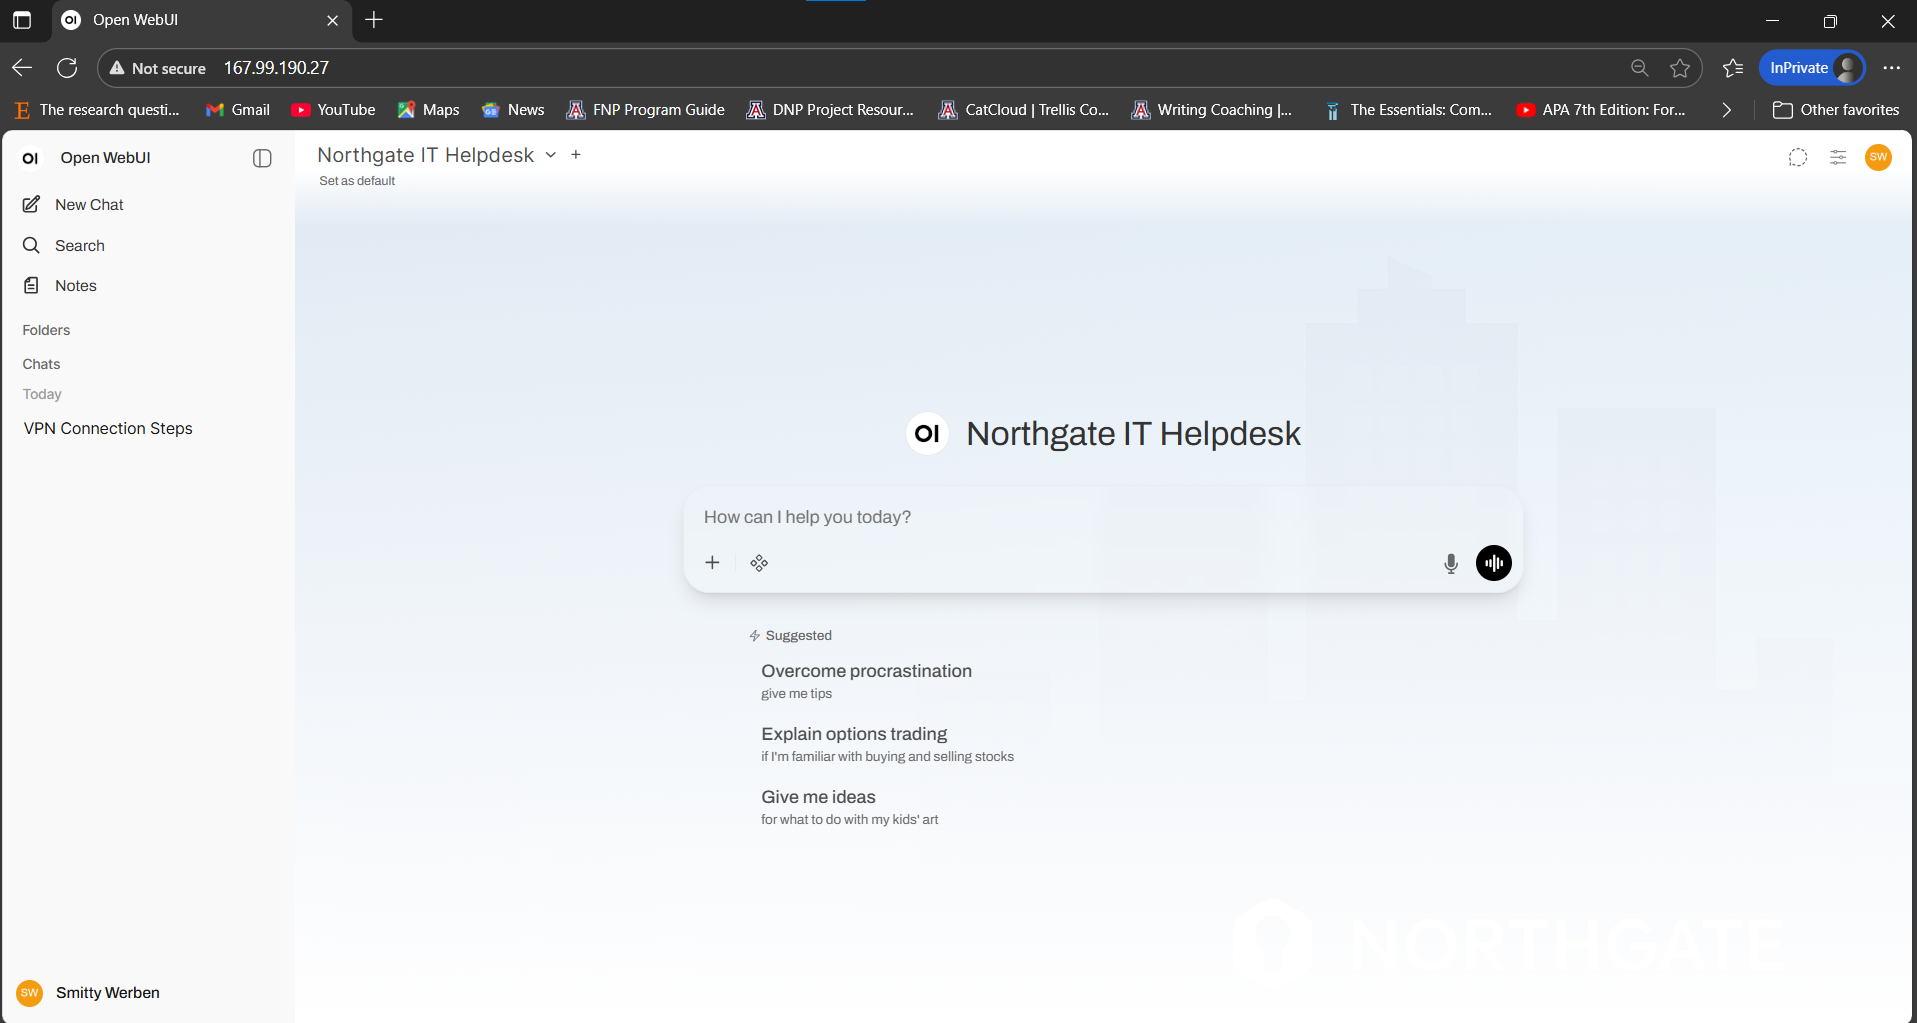 Open WebUI
Not secure 167.99.190.27
InPrivate
The research questi...
Gmail
YouTube
Maps
News
FNP Program Guide
DNP Project Resour...
CatCloud | Trellis Co...
Writing Coaching |...
The Essentials: Com...
APA 7th Edition: For...
Other favorites
OI Open WebUI
New Chat
Search
Notes
Folders
Chats
Today
VPN Connection Steps
SW Smitty Werben
Northgate IT Helpdesk
Set as default
SW
OI Northgate IT Helpdesk
How can I help you today?
Suggested
Overcome procrastination
give me tips
Explain options trading
if I'm familiar with buying and selling stocks
Give me ideas
for what to do with my kids' art
NORTHGATE